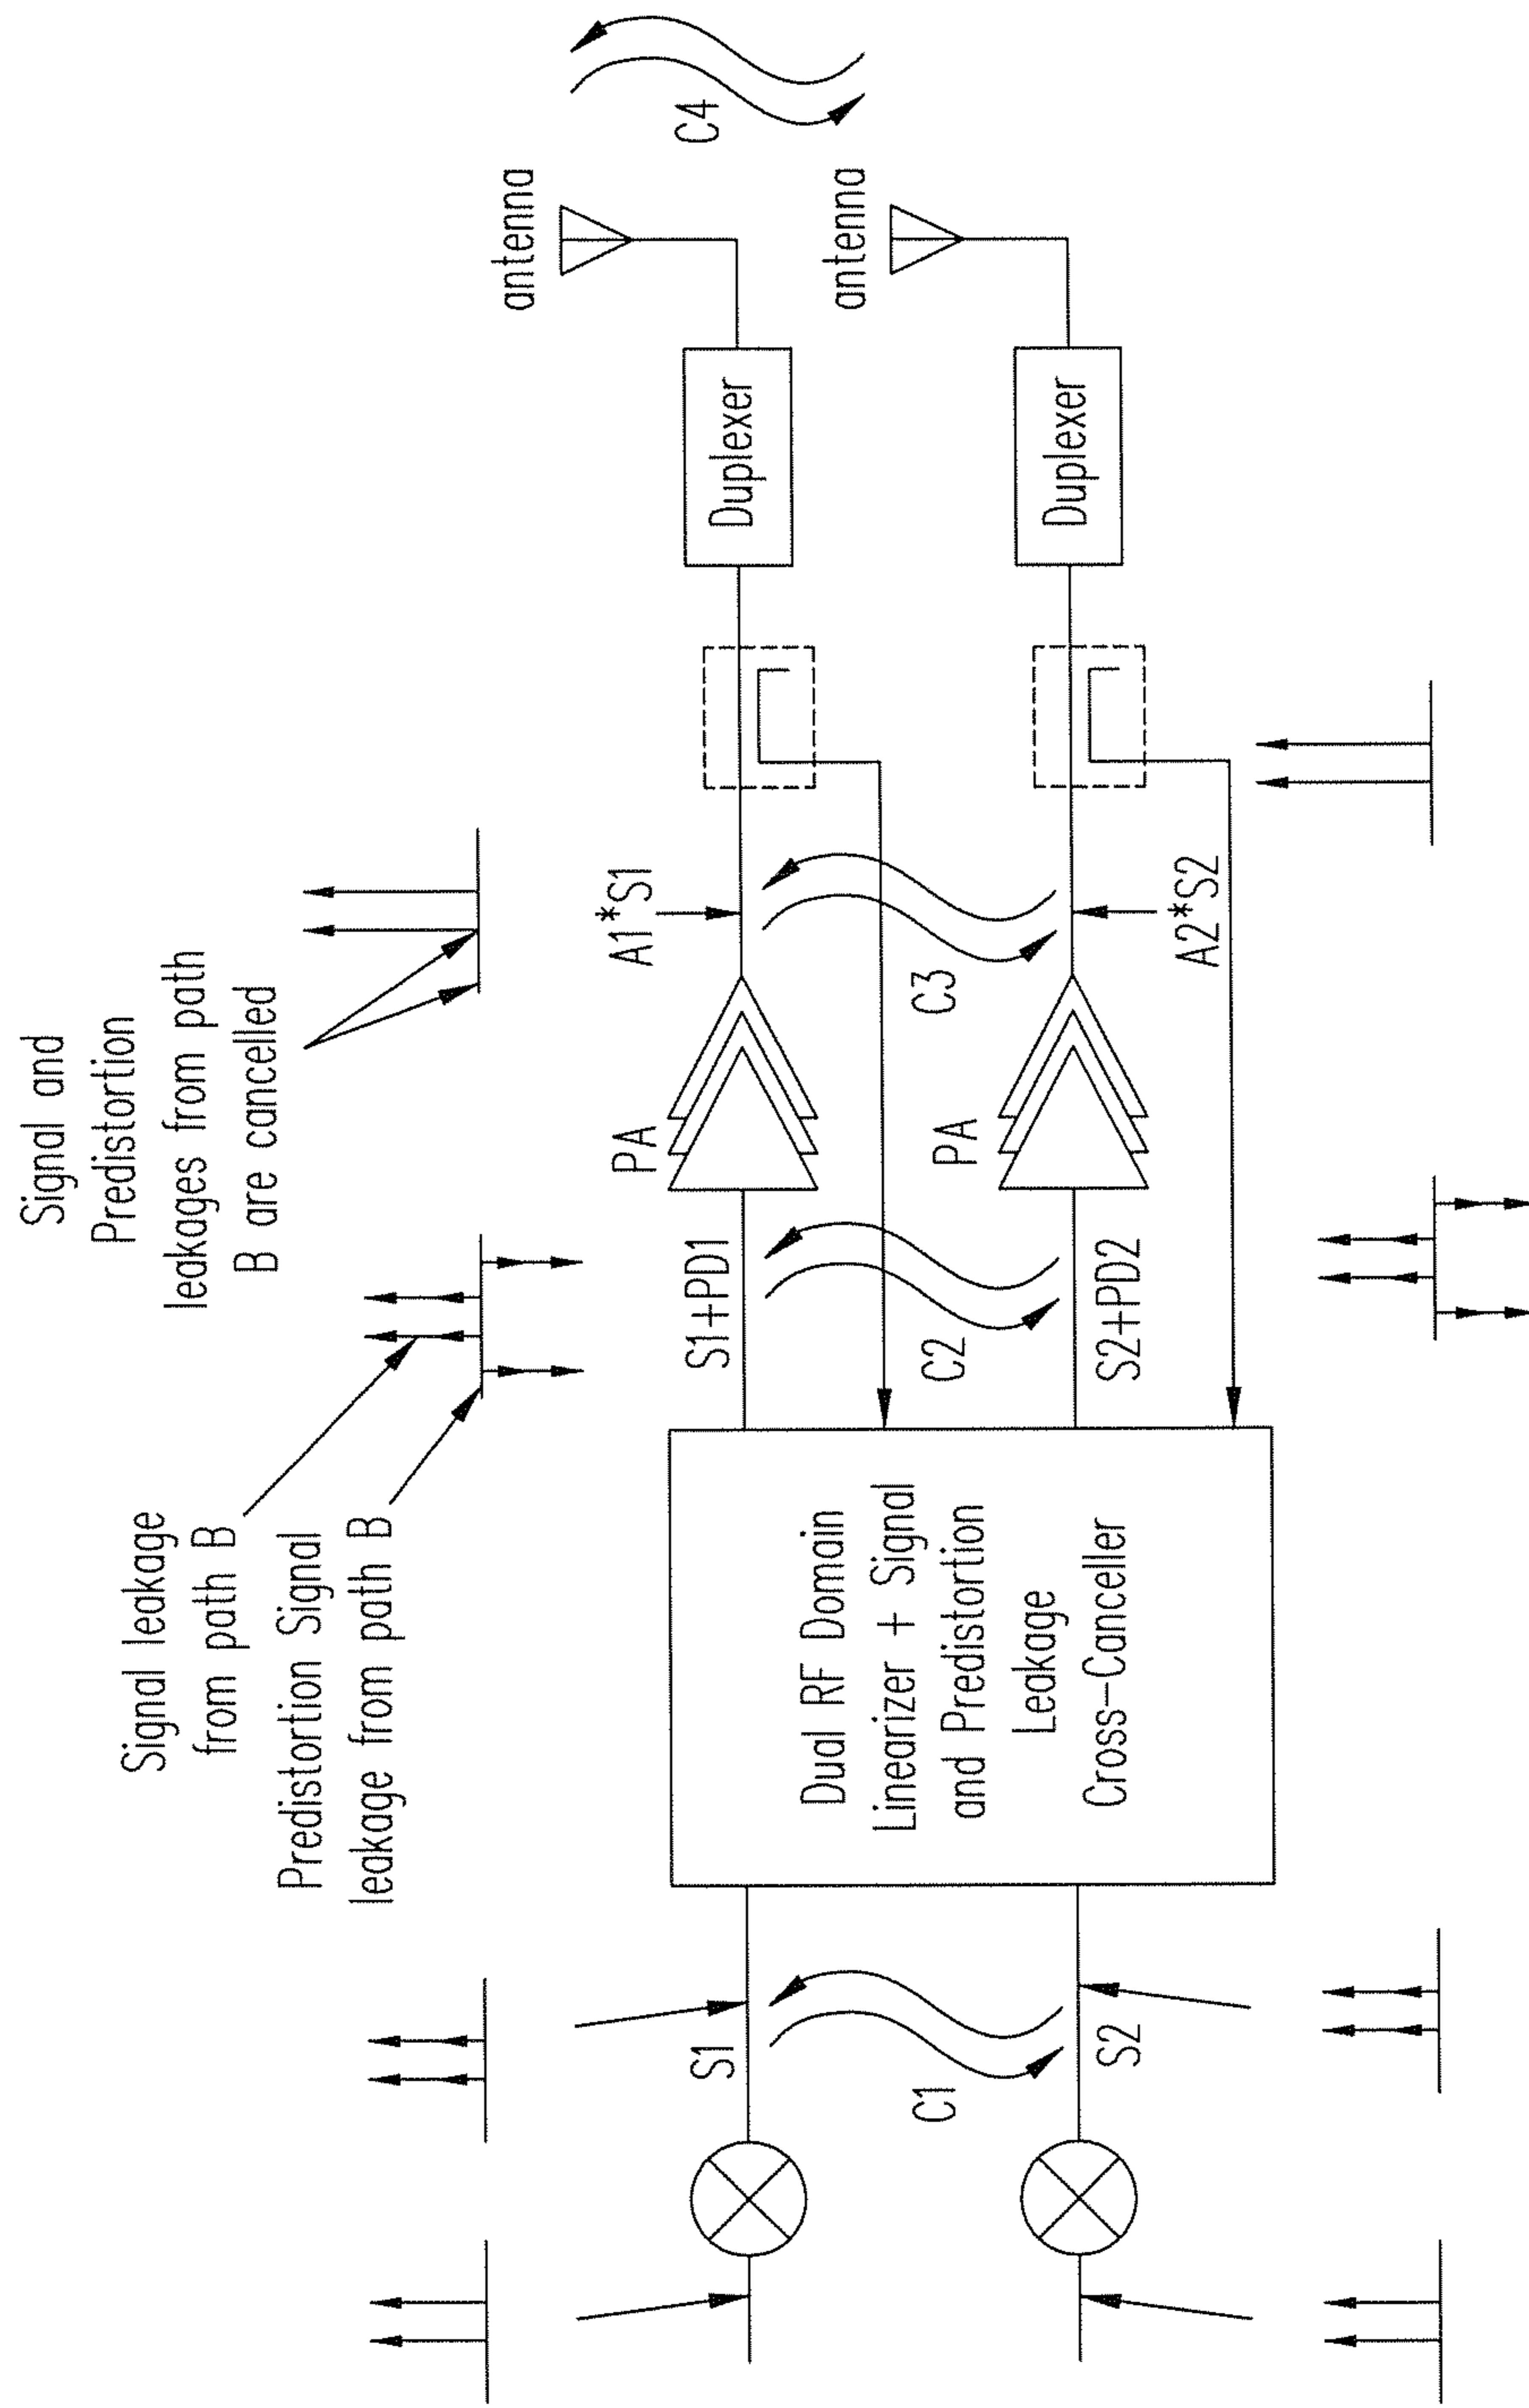 Signal and
Predistortion
leakages from path
B are cancelled
Signal leakage
from path B
Predistortion Signal
leakage from path B
S1
C1
S2
Dual RF Domain
Linearizer + Signal
and Predistortion
Leakage
Cross-Canceller
S1+PD1
C2
S2+PD2
PA
PA
A1*S1
C3
A2*S2
Duplexer
Duplexer
antenna
antenna
C4